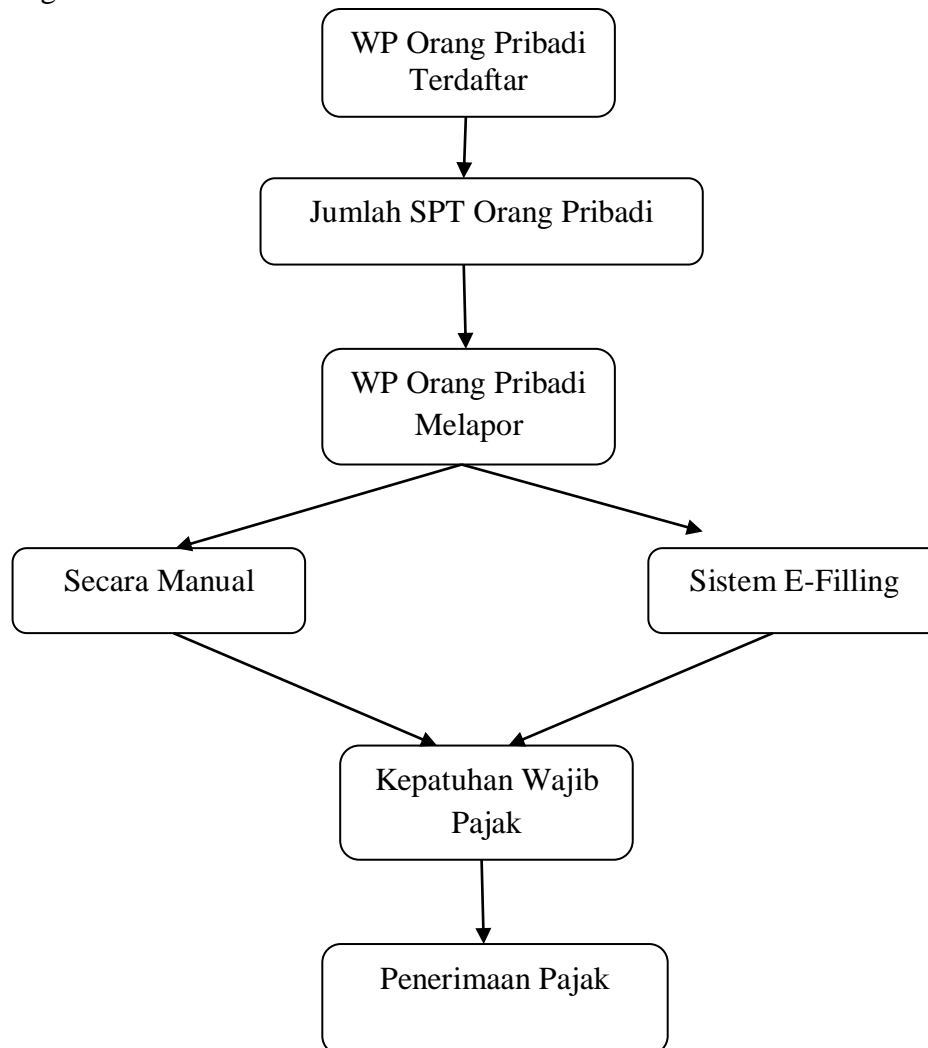 WP Orang Pribadi
Terdaftar
Jumlah SPT Orang Pribadi
WP Orang Pribadi
Melapor
Secara Manual
Sistem E-Filling
Kepatuhan Wajib
Pajak
Penerimaan Pajak